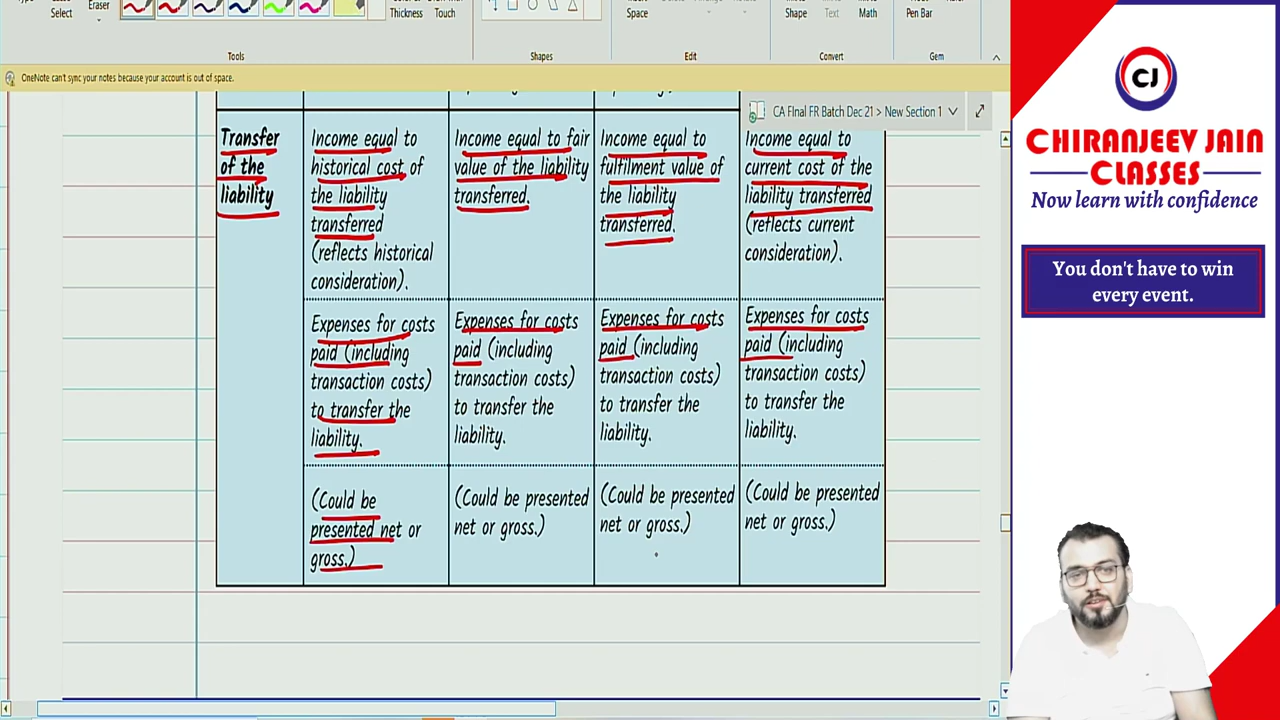 Eraser
Select
Thickness
Touch
Space
Shape
Text
Math
Pen Bar
Tools
Shapes
Edit
Convert
Gem
OneNote can't sync your notes because your account is out of space.
CA FInal FR Batch Dec 21 > New Section 1
Transfer
of the
liability
Income equal to
historical cost of
the liability
transferred
(reflects historical
consideration).
Income equal to fair
value of the liability
transferred.
Income equal to
fulfilment value of
the liability
transferred.
Income equal to
current cost of the
liability transferred
(reflects current
consideration).
Expenses for costs
paid (including
transaction costs)
to transfer the
liability.
Expenses for costs
paid (including
transaction costs)
to transfer the
liability.
Expenses for costs
paid (including
transaction costs)
to transfer the
liability.
Expenses for costs
paid (including
transaction costs)
to transfer the
liability.
(Could be
presented net or
gross.)
(Could be presented
net or gross.)
(Could be presented
net or gross.)
(Could be presented
net or gross.)
CJ
CHIRANJEEV JAIN
CLASSES
Now learn with confidence
You don't have to win
every event.